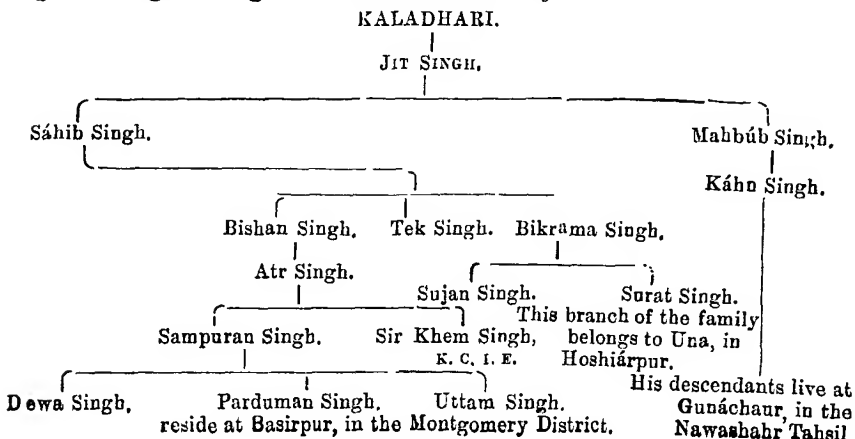 KALADHARI.
JIT SINGH.
Sáhib Singh. Mahbúb Singh.
Káhn Singh.
Bishan Singh. Tek Singh. Bikrama Singh.
Atr Singh.
Sujan Singh. Surat Singh.
This branch of the family
Sampuran Singh. Sir Khem Singh, belongs to Una, in
K. C. I. E. Hoshiárpur.
His descendants live at
Dewa Singh. Parduman Singh. Uttam Singh. Gunáchaur, in the
reside at Basirpur, in the Montgomery District. Nawashahr Tahsil